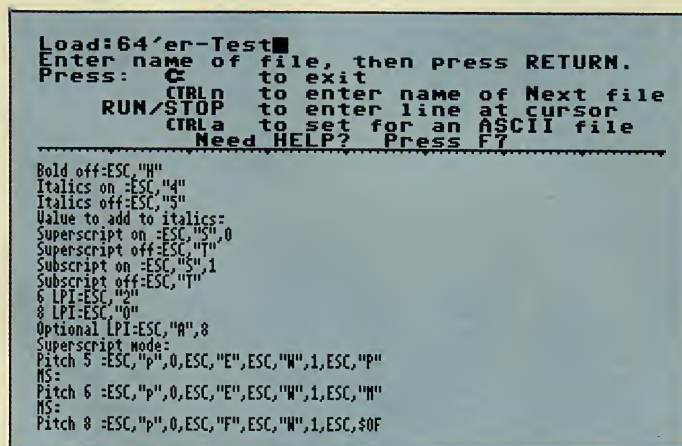 Load:64'er-Test
Enter name of file, then press RETURN.
Press: C= to exit
CTRL n to enter name of Next file
RUN/STOP to enter line at cursor
CTRL a to set for an ASCII file
Need HELP? Press F7
Bold off:ESC,"H"
Italics on :ESC,"4"
Italics off:ESC,"5"
Value to add to italics:
Superscript on :ESC,"S",0
Superscript off:ESC,"T"
Subscript on :ESC,"S",1
Subscript off:ESC,"T"
6 LPI:ESC,"2"
8 LPI:ESC,"0"
Optional LPI:ESC,"A",8
Superscript mode:
Pitch 5 :ESC,"p",0,ESC,"E",ESC,"W",1,ESC,"P"
MS:
Pitch 6 :ESC,"p",0,ESC,"E",ESC,"W",1,ESC,"M"
MS:
Pitch 8 :ESC,"p",0,ESC,"F",ESC,"W",1,ESC,$0F